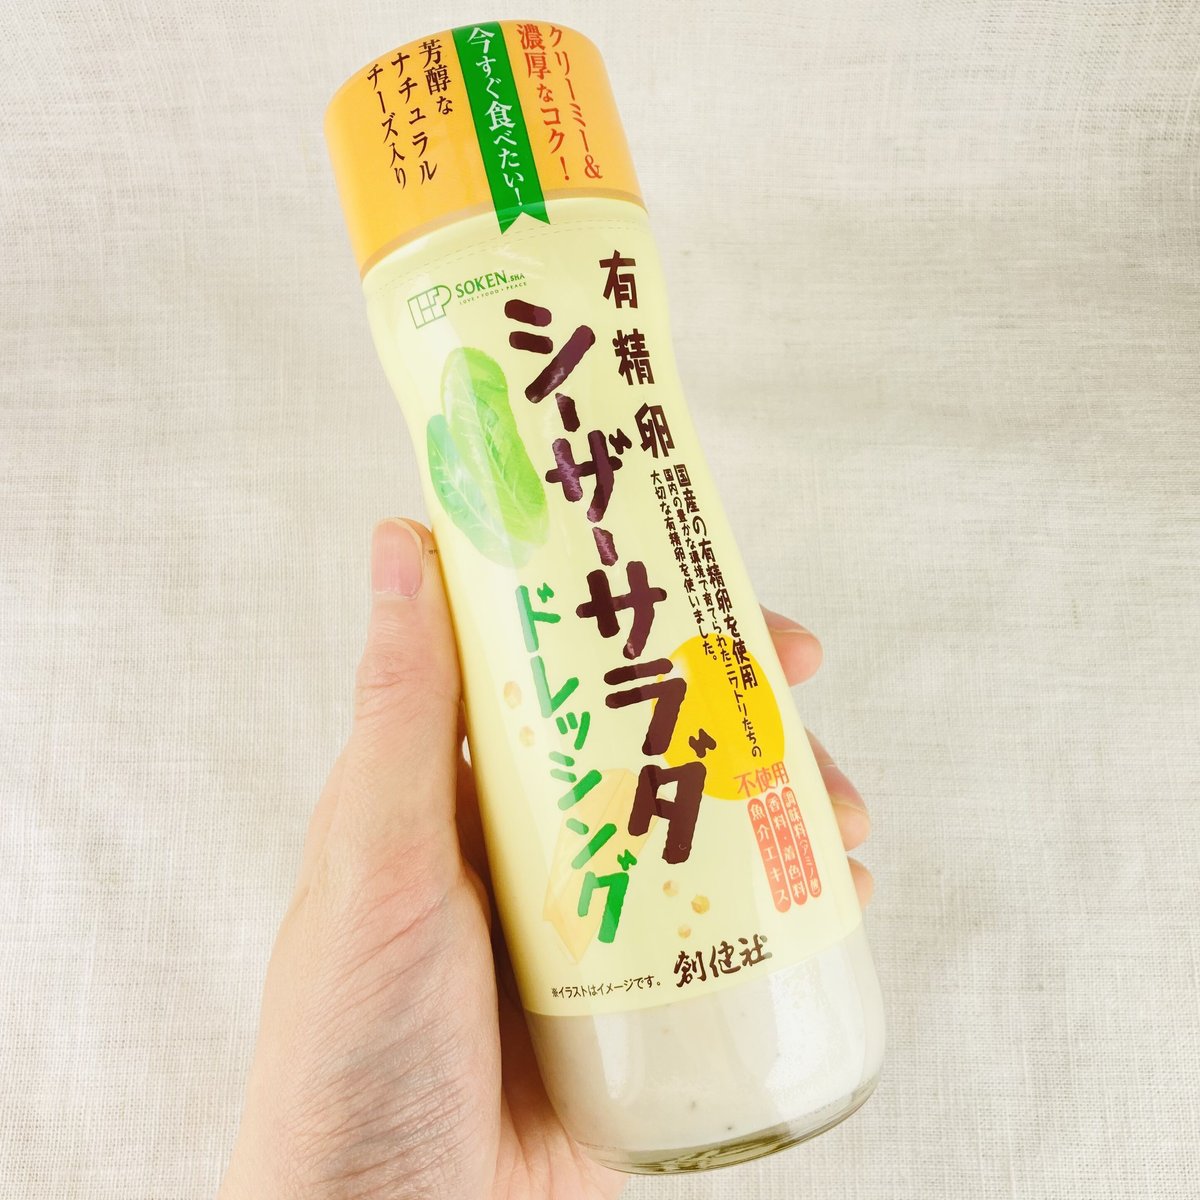 クリーミー&
濃厚なコク!
今すぐ食べたい!
芳醇な
ナチュラル
チーズ入り
SOKEN SHA
LOVE・FOOD・PEACE
有精卵
シーザーサラダ
ドレッシング
国産の有精卵を使用
国内の豊かな環境で育てられたニワトリたちの
大切な有精卵を使いました。
不使用
調味料(アミノ酸)
香料・着色料
魚介エキス
創健社
※イラストはイメージです。